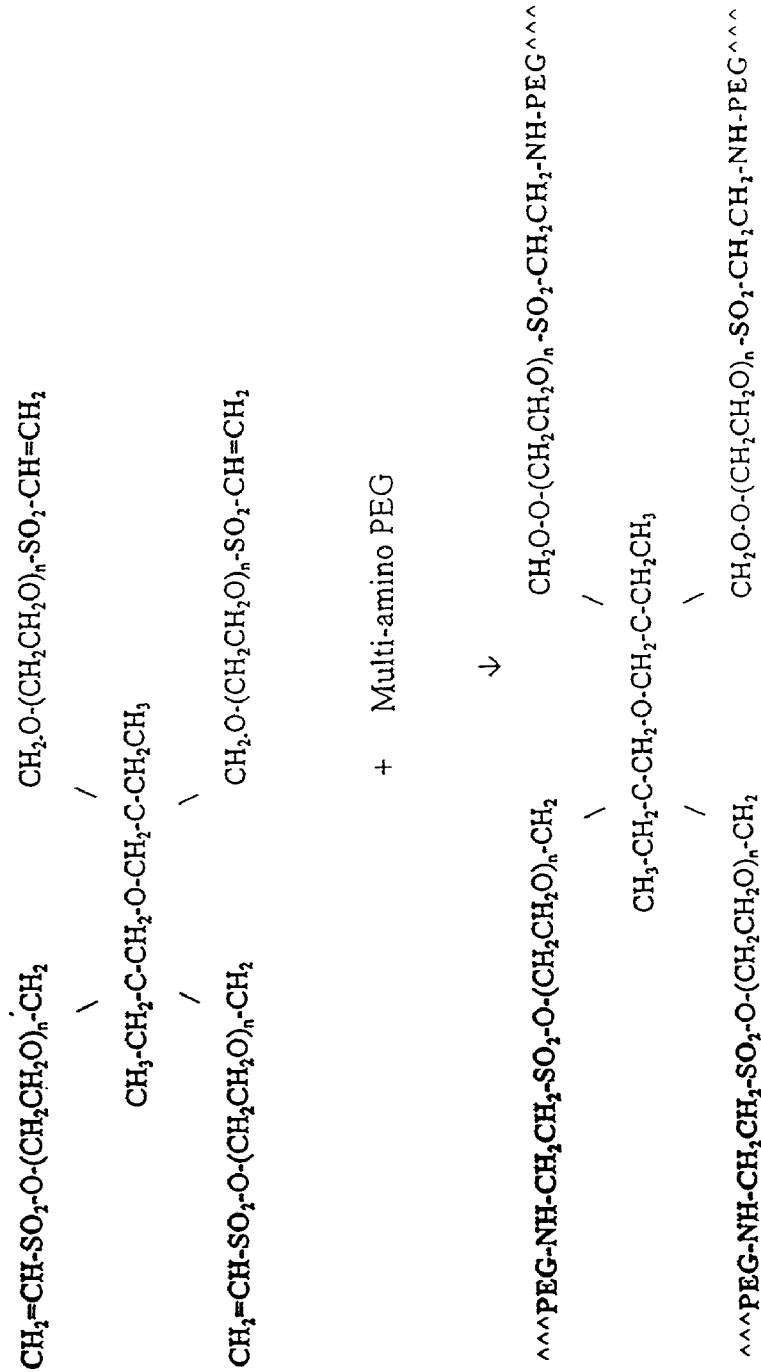 CH₂=CH-SO₂-O-(CH₂CH₂O)ₙ-CH₂ CH₂.O-(CH₂CH₂O)ₙ-SO₂-CH=CH₂
\ /
CH₃-CH₂-C-CH₂-O-CH₂-C-CH₂CH₃
/ \
CH₂=CH-SO₂-O-(CH₂CH₂O)ₙ-CH₂ CH₂.O-(CH₂CH₂O)ₙ-SO₂-CH=CH₂
+ Multi-amino PEG
↓
^^^PEG-NH-CH₂CH₂-SO₂-O-(CH₂CH₂O)ₙ-CH₂ CH₂O-O-(CH₂CH₂O)ₙ-SO₂-CH₂CH₂-NH-PEG^^^
\ /
CH₃-CH₂-C-CH₂-O-CH₂-C-CH₂CH₃
/ \
^^^PEG-NH-CH₂CH₂-SO₂-O-(CH₂CH₂O)ₙ-CH₂ CH₂O-O-(CH₂CH₂O)ₙ-SO₂-CH₂CH₂-NH-PEG^^^